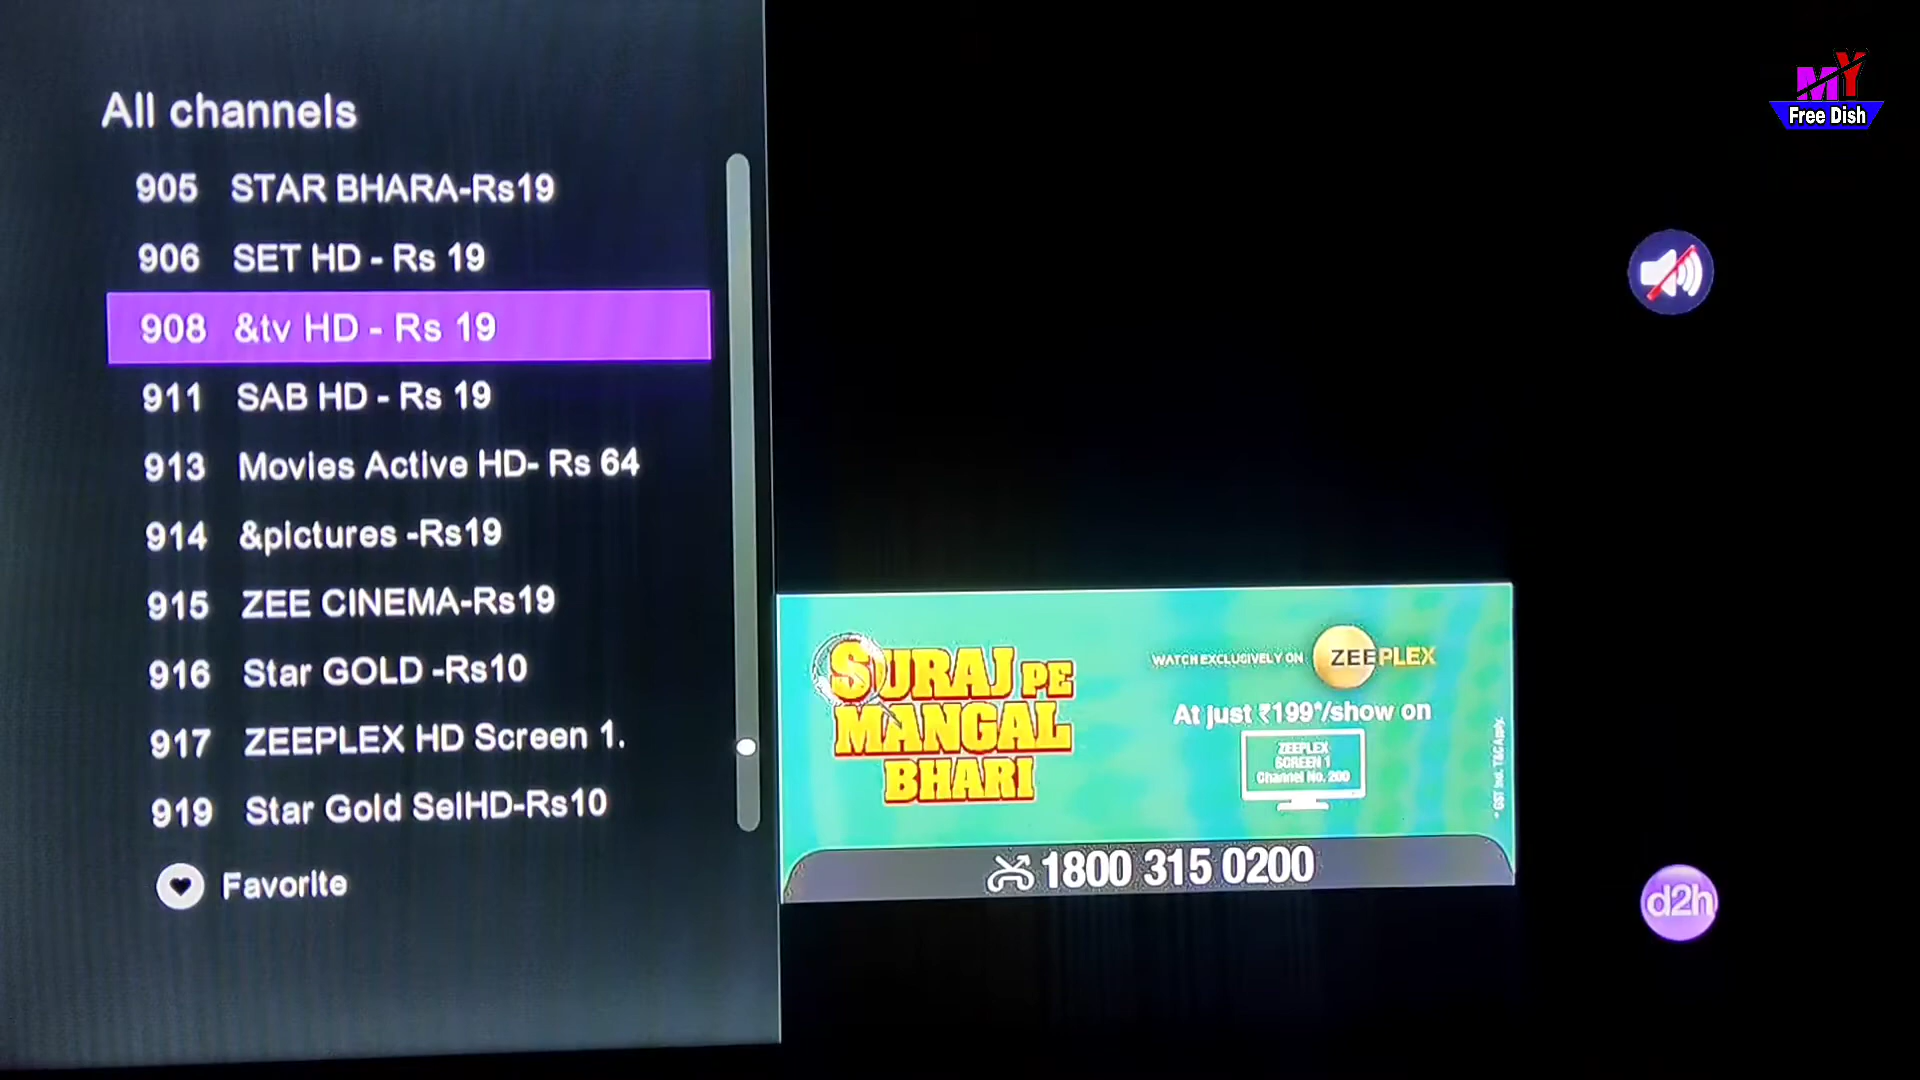 All channels
905 STAR BHARA-Rs19
906 SET HD - Rs 19
908 &tv HD - Rs 19
911 SAB HD - Rs 19
913 Movies Active HD- Rs 64
914 &pictures -Rs19
915 ZEE CINEMA-Rs19
916 Star GOLD -Rs10
917 ZEEPLEX HD Screen 1.
919 Star Gold SelHD-Rs10
Favorite
MY
Free Dish
SURAJ PE
MANGAL
BHARI
WATCH EXCLUSIVELY ON ZEEPLEX
At just ₹199*/show on
ZEEPLEX
SCREEN 1
Channel No. 200
* GST Incl. T&C Apply.
1800 315 0200
d2h